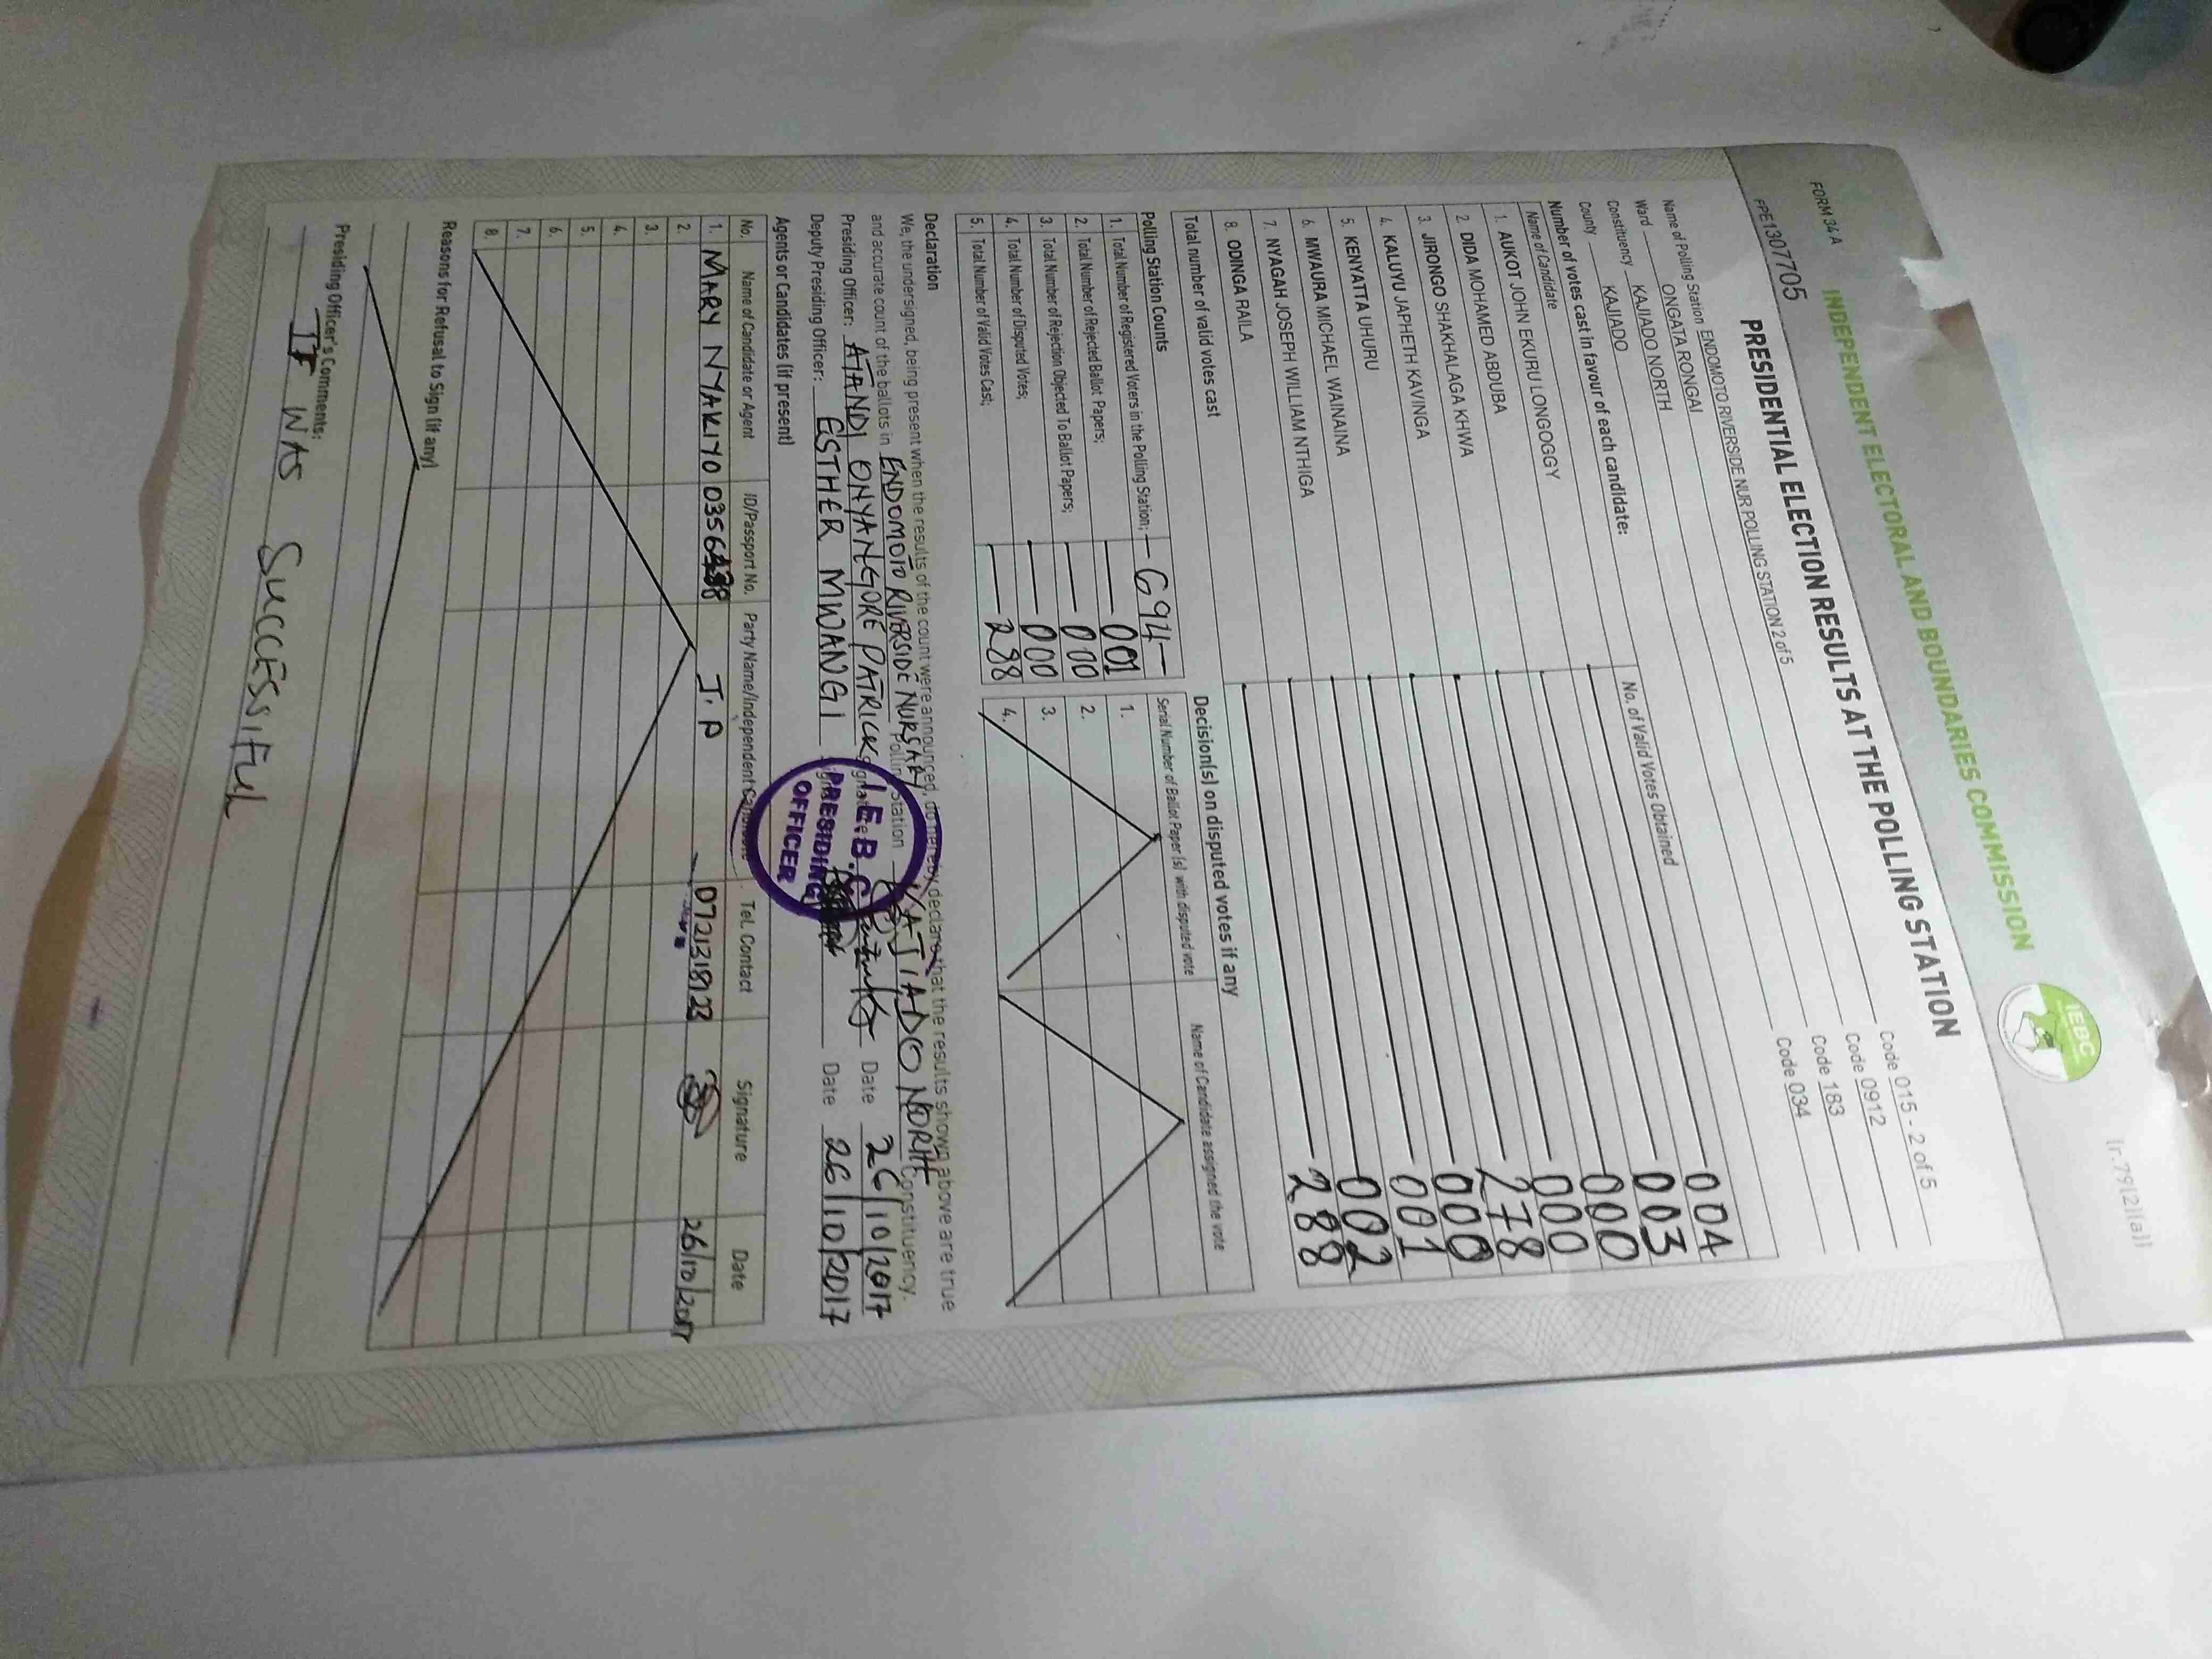 (r.79(2)(a))
FORM 34 A
INDEPENDENT ELECTORAL AND BOUNDARIES COMMISSION
IEBC
FPE1307705
PRESIDENTIAL ELECTION RESULTS AT THE POLLING STATION
Name of Polling Station ENDOMOTO RIVERSIDE NUR POLLING STATION 2 of 5 Code 015 - 2 of 5
Ward ONGATA RONGAI Code 0912
Constituency KAJIADO NORTH Code 183
County KAJIADO Code 034
Number of votes cast in favour of each candidate:
Name of Candidate No. of Valid Votes Obtained
1. AUKOT JOHN EKURU LONGOGGY 004
2. DIDA MOHAMED ABDUBA 003
3. JIRONGO SHAKHALAGA KHWA 000
4. KALUYU JAPHETH KAVINGA 000
5. KENYATTA UHURU 278
6. MWAURA MICHAEL WAINAINA 000
7. NYAGAH JOSEPH WILLIAM NTHIGA 001
8. ODINGA RAILA 002
Total number of valid votes cast 288
Polling Station Counts
1. Total Number of Registered Voters in the Polling Station; 694
2. Total Number of Rejected Ballot Papers; 001
3. Total Number of Rejection Objected To Ballot Papers; 000
4. Total Number of Disputed Votes; 000
5. Total Number of Valid Votes Cast; 288
Decision(s) on disputed votes if any
Serial Number of Ballot Paper(s) with disputed vote Name of Candidate assigned the vote
1.
2.
3.
4.
Declaration
We, the undersigned, being present when the results of the count were announced, do hereby declare that the results shown above are true
and accurate count of the ballots in ENDOMOTO RIVERSIDE NURSARY Polling Station KAJIADO NORTH Constituency.
Presiding Officer: ATANDI ONYANGORE PATRICK Signature Date 26/10/2017
Deputy Presiding Officer: ESTHER MWANGI Date 26/10/2017
I.E.B.C
PRESIDING
OFFICER
Agents or Candidates (if present)
No. Name of Candidate or Agent ID/Passport No. Party Name/Independent Candidate Tel. Contact Signature Date
1. MARY NYAKIYO J.P 26/10/2017
2.
3.
4.
5.
6.
7.
8.
Reasons for Refusal to Sign (if any)
Presiding Officer's Comments:
IT WAS SUCCESSIFUL